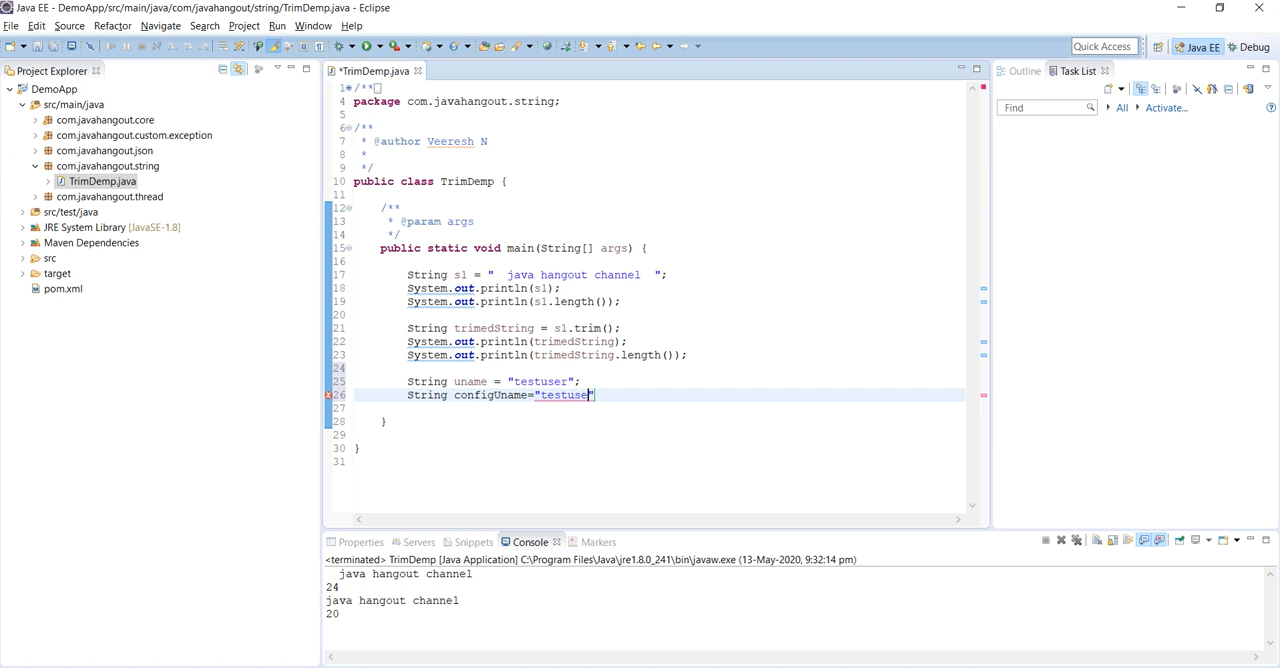 Java EE - DemoApp/src/main/java/com/javahangout/string/TrimDemp.java - Eclipse
File Edit Source Refactor Navigate Search Project Run Window Help
Quick Access
Java EE
Debug
Project Explorer
DemoApp
src/main/java
com.javahangout.core
com.javahangout.custom.exception
com.javahangout.json
com.javahangout.string
TrimDemp.java
com.javahangout.thread
src/test/java
JRE System Library [JavaSE-1.8]
Maven Dependencies
src
target
pom.xml
*TrimDemp.java
1 /**
4 package com.javahangout.string;
5
6 /**
7 * @author Veeresh N
8 *
9 */
10 public class TrimDemp {
11
12 /**
13 * @param args
14 */
15 public static void main(String[] args) {
16
17 String s1 = "  java hangout channel  ";
18 System.out.println(s1);
19 System.out.println(s1.length());
20
21 String trimedString = s1.trim();
22 System.out.println(trimedString);
23 System.out.println(trimedString.length());
24
25 String uname = "testuser";
26 String configUname="testuse"
27
28 }
29
30 }
31
Outline
Task List
Find
All
Activate...
Properties
Servers
Snippets
Console
Markers
<terminated> TrimDemp [Java Application] C:\Program Files\Java\jre1.8.0_241\bin\javaw.exe (13-May-2020, 9:32:14 pm)
java hangout channel
24
java hangout channel
20